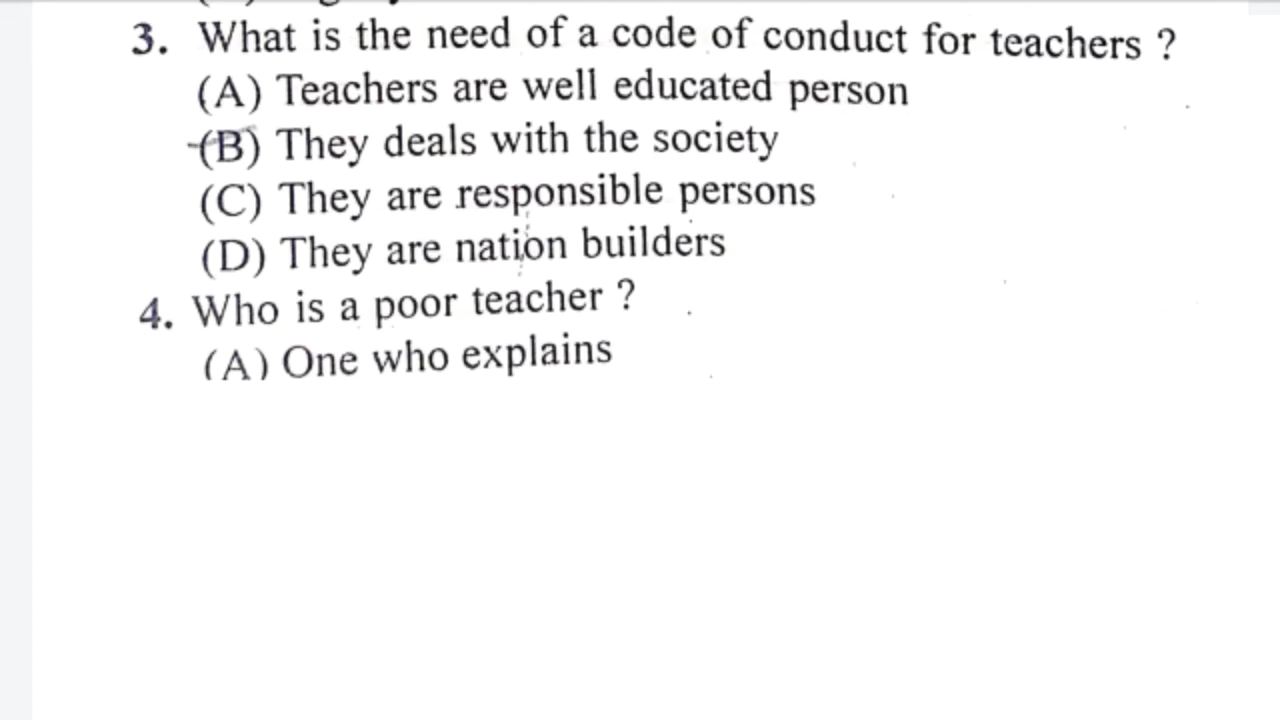 3. What is the need of a code of conduct for teachers ?
(A) Teachers are well educated person
(B) They deals with the society
(C) They are responsible persons
(D) They are nation builders
4. Who is a poor teacher ?
(A) One who explains